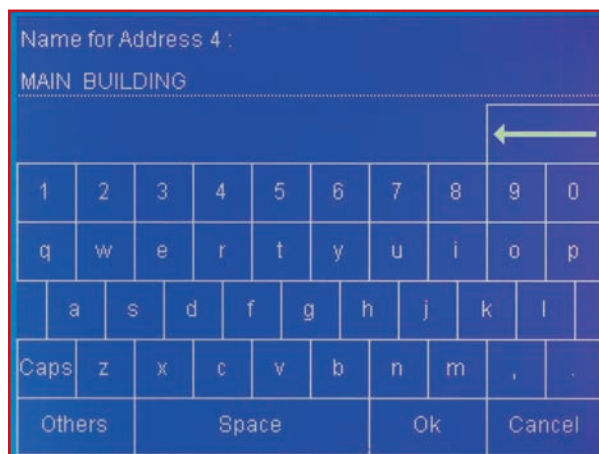 Name for Address 4 :
MAIN BUILDING
1 2 3 4 5 6 7 8 9 0
q w e r t y u i o p
a s d f g h j k l
Caps z x c v b n m , .
Others Space Ok Cancel